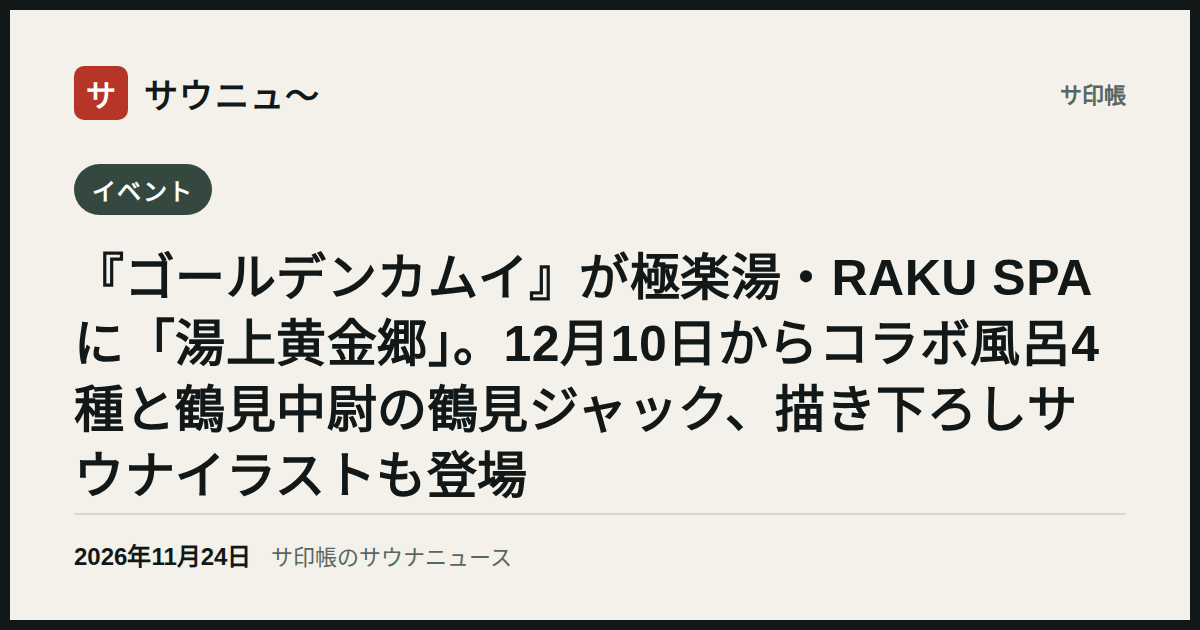 サ サウニュ〜 サ印帳
イベント
『ゴールデンカムイ』が極楽湯・RAKU SPA
に「湯上黄金郷」。12月10日からコラボ風呂4
種と鶴見中尉の鶴見ジャック、描き下ろしサ
ウナイラストも登場
2026年11月24日 サ印帳のサウナニュース